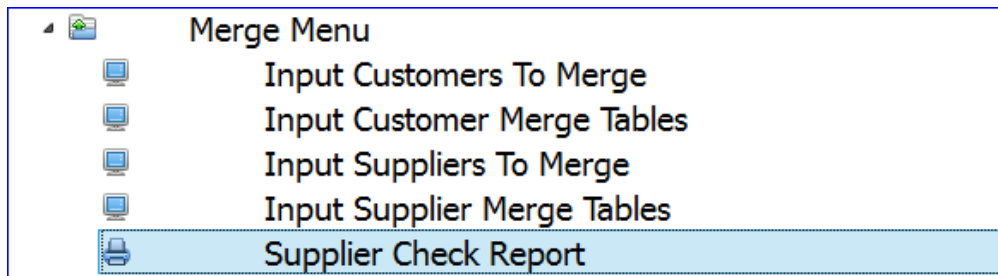 Merge Menu
Input Customers To Merge
Input Customer Merge Tables
Input Suppliers To Merge
Input Supplier Merge Tables
Supplier Check Report